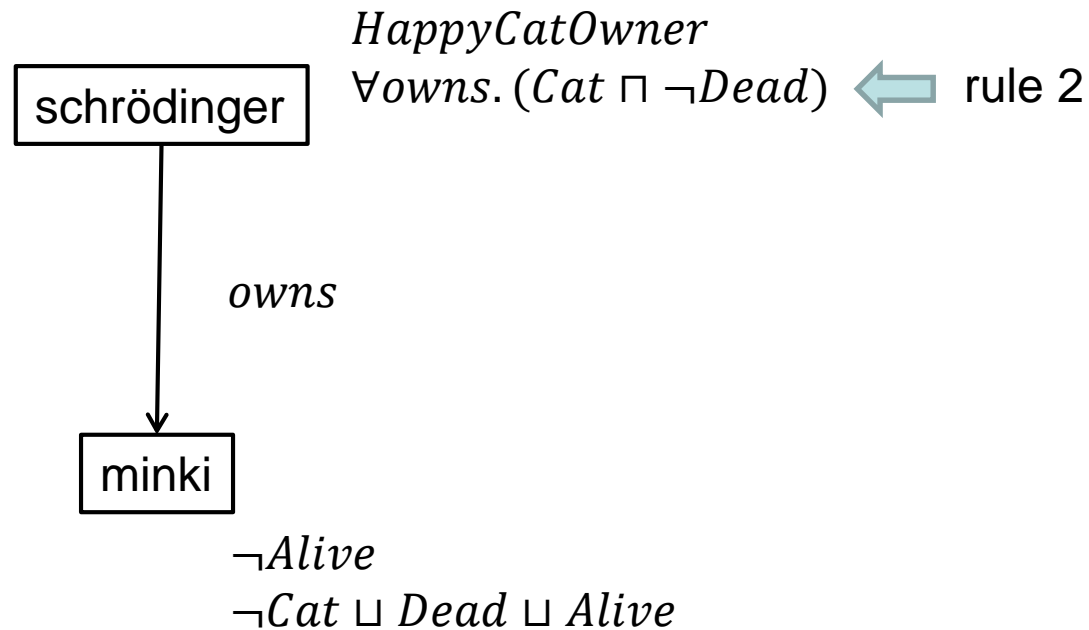 HappyCatOwner
schrödinger
∀owns. (Cat ⊓ ¬Dead)
rule 2
owns
minki
¬Alive
¬Cat ⊔ Dead ⊔ Alive